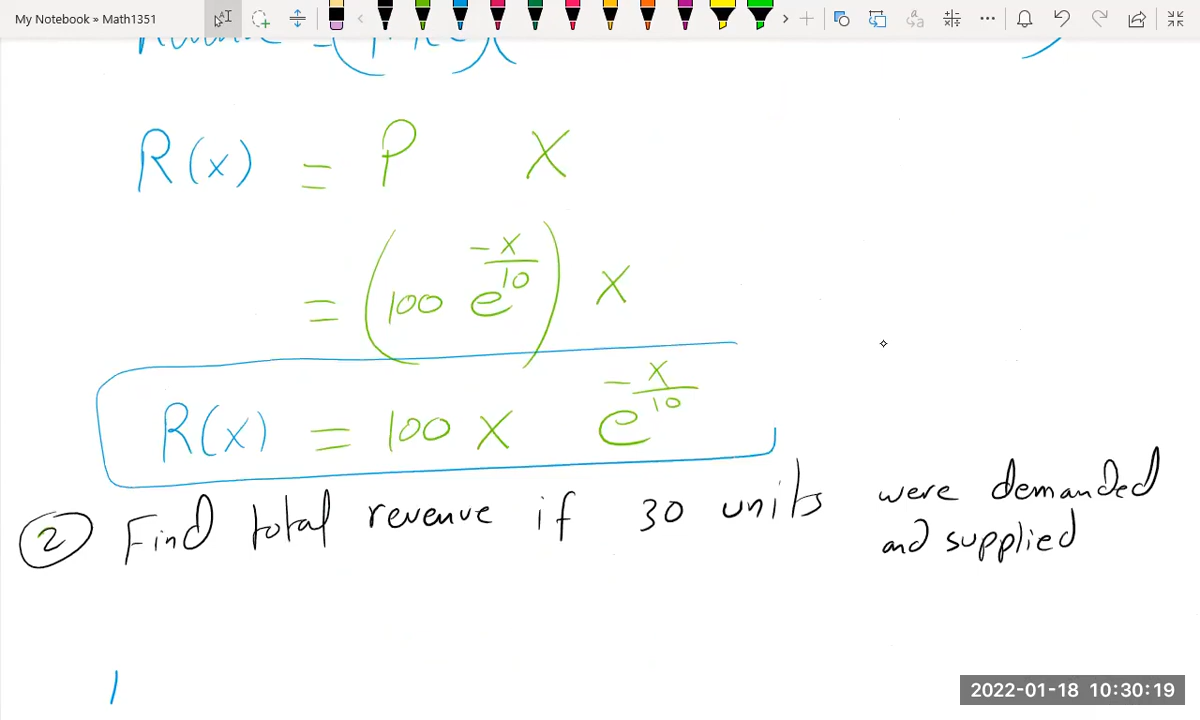 My Notebook » Math1351
R(x) = P X
= (100 e^(-x/10)) X
R(x) = 100 X e^(-x/10)
② Find total revenue if 30 units were demanded
and supplied
2022-01-18 10:30:19